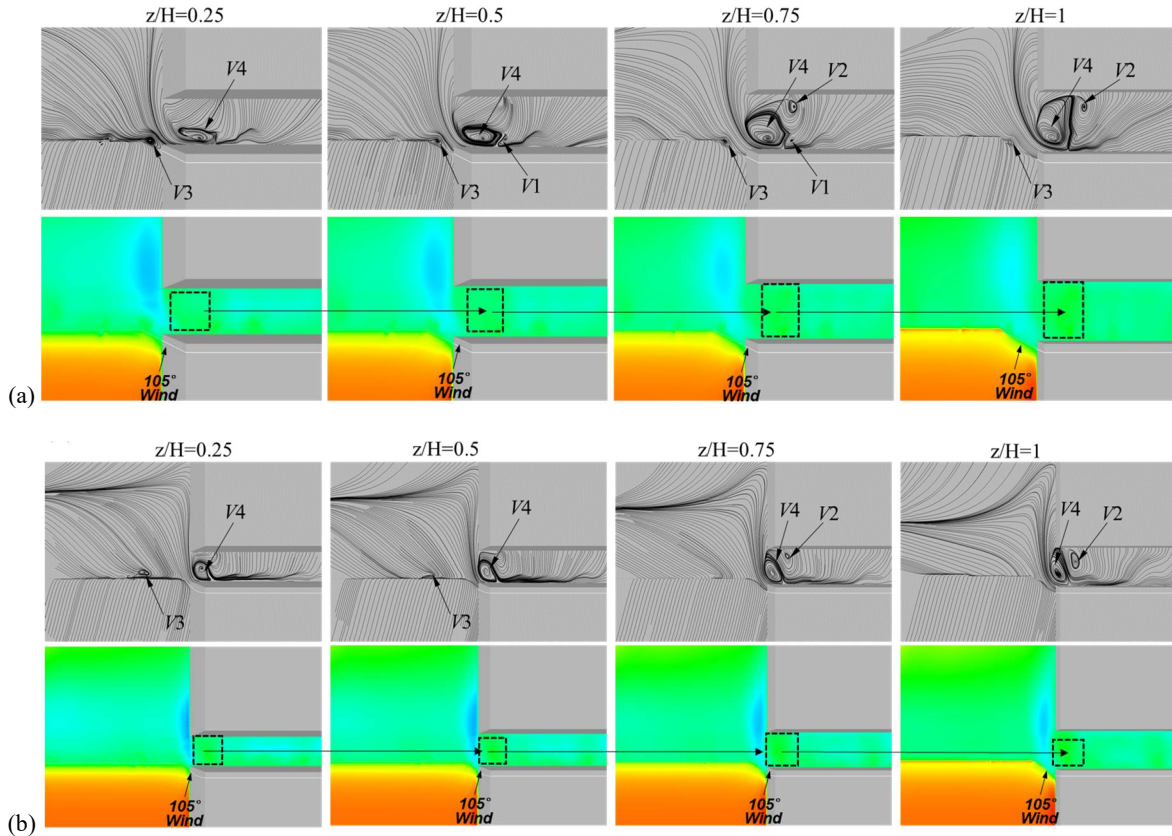 z/H=0.25 z/H=0.5 z/H=0.75 z/H=1
V4 V4 V4 V2 V4 V2
V3 V3 V1 V3 V1 V3
105° 105° 105° 105°
Wind Wind Wind Wind
(a)
z/H=0.25 z/H=0.5 z/H=0.75 z/H=1
V4 V4 V4 V2 V4 V2
V3 V3
105° 105° 105° 105°
Wind Wind Wind Wind
(b)